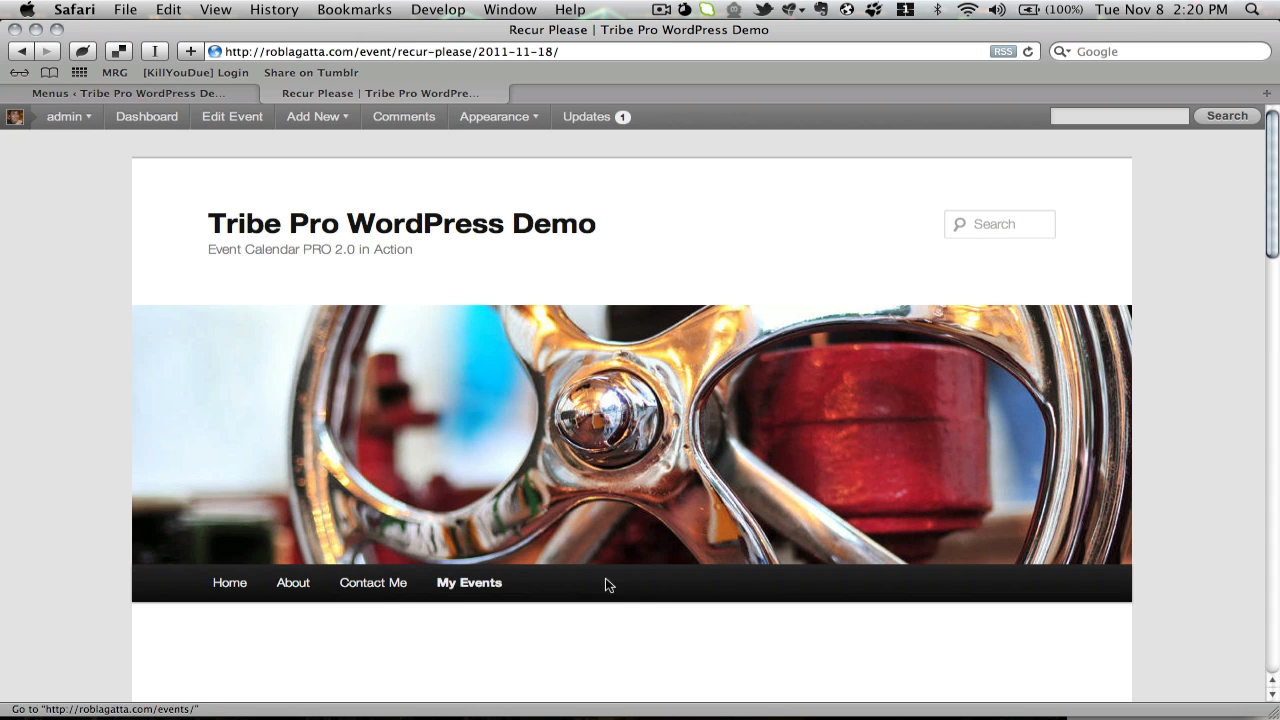 Safari File Edit View History Bookmarks Develop Window Help (100%) Tue Nov 8 2:20 PM
Recur Please | Tribe Pro WordPress Demo
http://roblagatta.com/event/recur-please/2011-11-18/ RSS Google
MRG [KillYouDue] Login Share on Tumblr
Menus ‹ Tribe Pro WordPress De... Recur Please | Tribe Pro WordPre...
admin Dashboard Edit Event Add New Comments Appearance Updates 1 Search
Tribe Pro WordPress Demo
Search
Event Calendar PRO 2.0 in Action
Home About Contact Me My Events
Go to "http://roblagatta.com/events/"